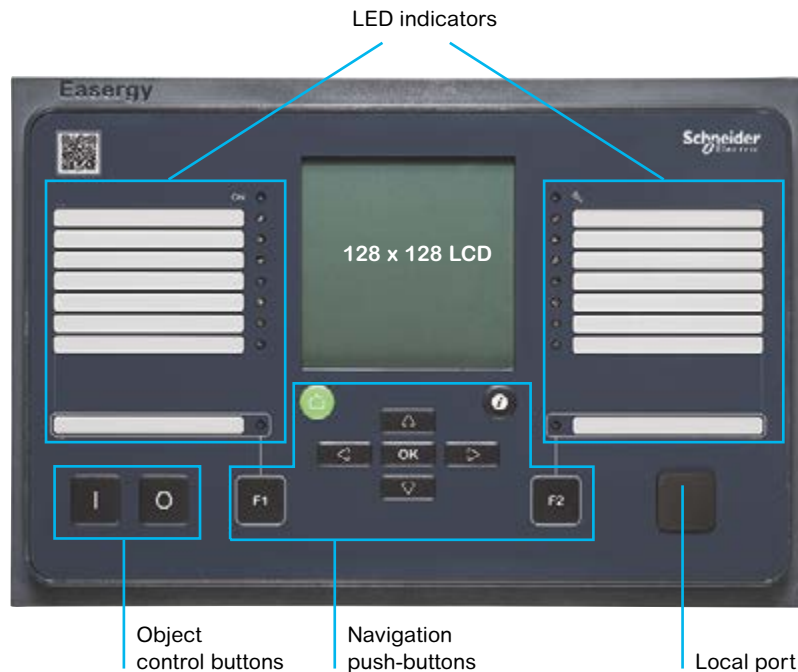 LED indicators
Easergy
Schneider
Electric
ON
128 x 128 LCD
i
OK
I
O
F1
F2
Object
control buttons
Navigation
push-buttons
Local port